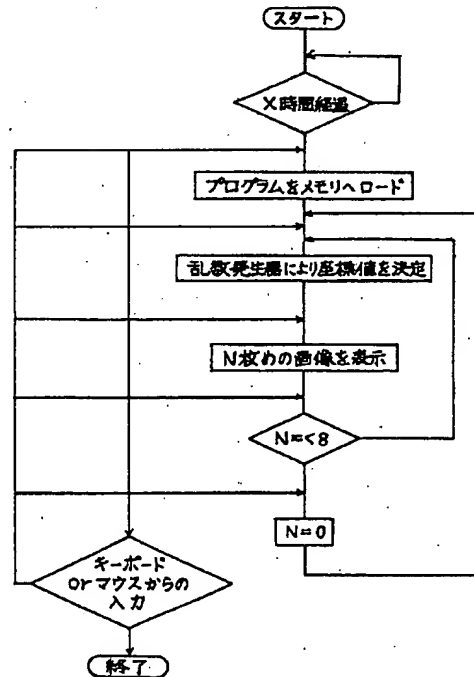 スタート
X時間経過
プログラムをメモリへロード
乱数発生器により座標値を決定
N枚めの画像を表示
N=<8
N=0
キーボード
orマウスからの
入力
終了